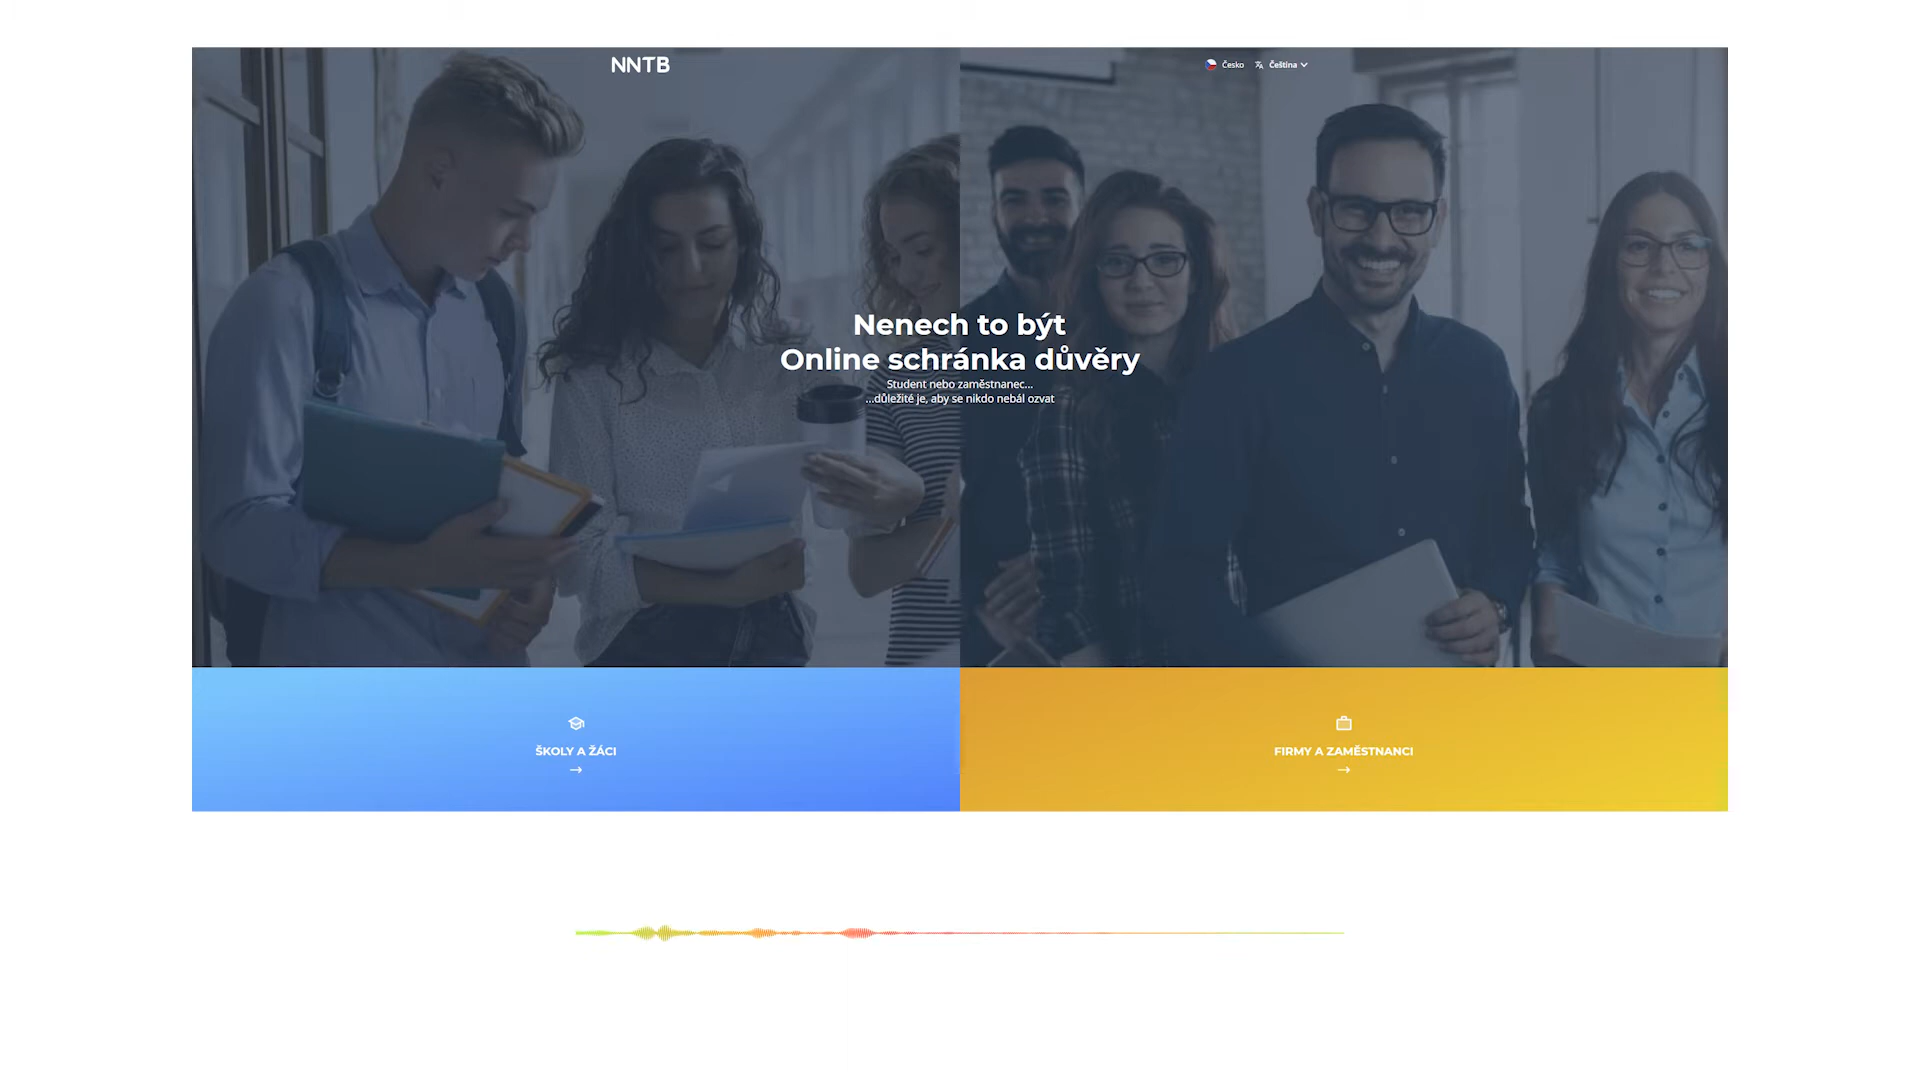 NNTB
Česko
Čeština
Nenech to být
Online schránka důvěry
Student nebo zaměstnanec...
...důležité je, aby se nikdo nebál ozvat
ŠKOLY A ŽÁCI
FIRMY A ZAMĚSTNANCI